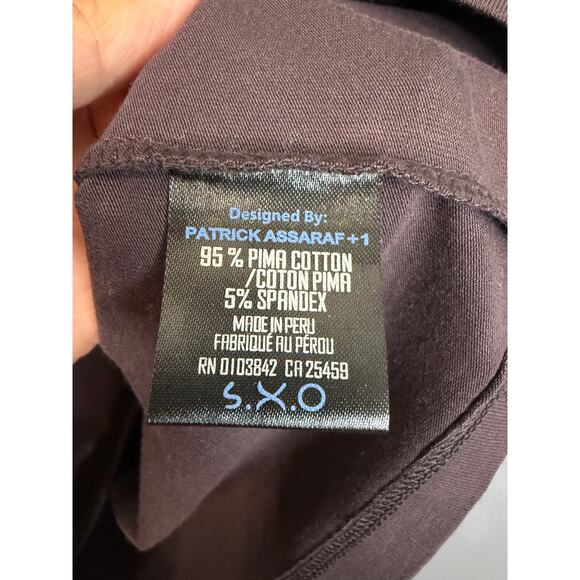 Designed By:
PATRICK ASSARAF + 1
95 % PIMA COTTON
/COTON PIMA
5% SPANDEX
MADE IN PERU
FABRIQUÉ AU PÉROU
RN 0103842 CA 25459
S.X.O